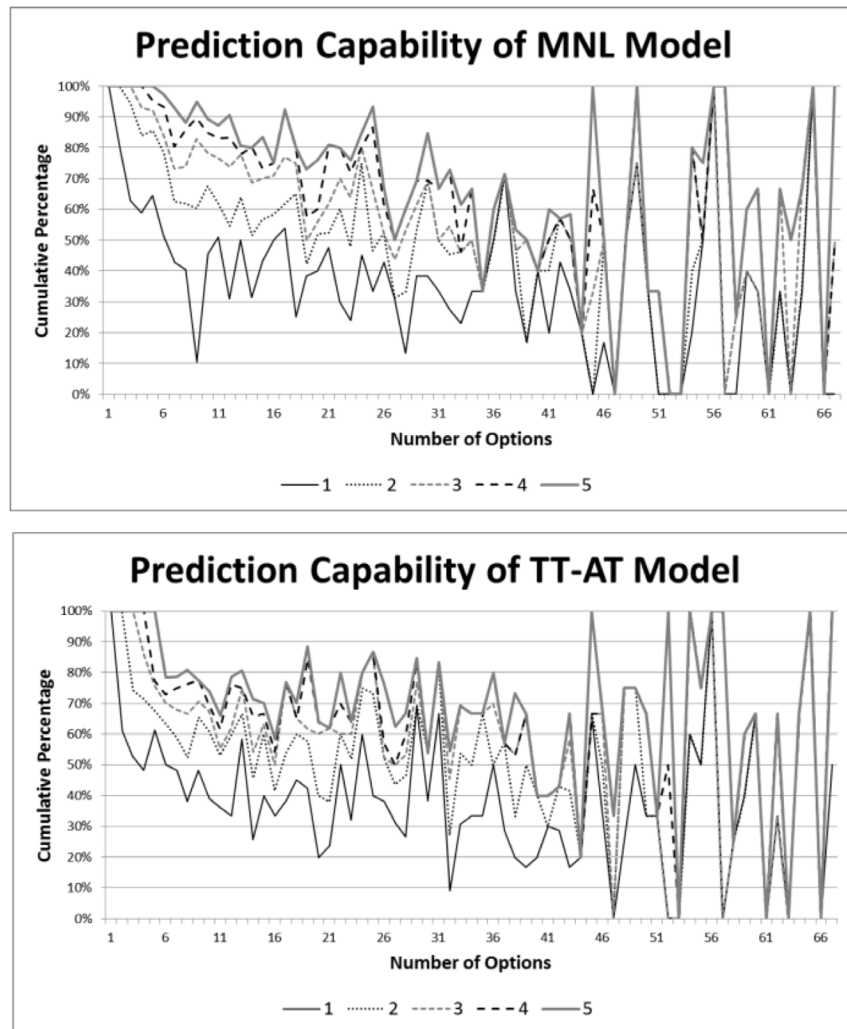 Prediction Capability of MNL Model
100%
90%
80%
70%
60%
50%
40%
30%
20%
10%
0%
Cumulative Percentage
1 6 11 16 21 26 31 36 41 46 51 56 61 66
Number of Options
1 2 3 4 5
Prediction Capability of TT-AT Model
100%
90%
80%
70%
60%
50%
40%
30%
20%
10%
0%
Cumulative Percentage
1 6 11 16 21 26 31 36 41 46 51 56 61 66
Number of Options
1 2 3 4 5